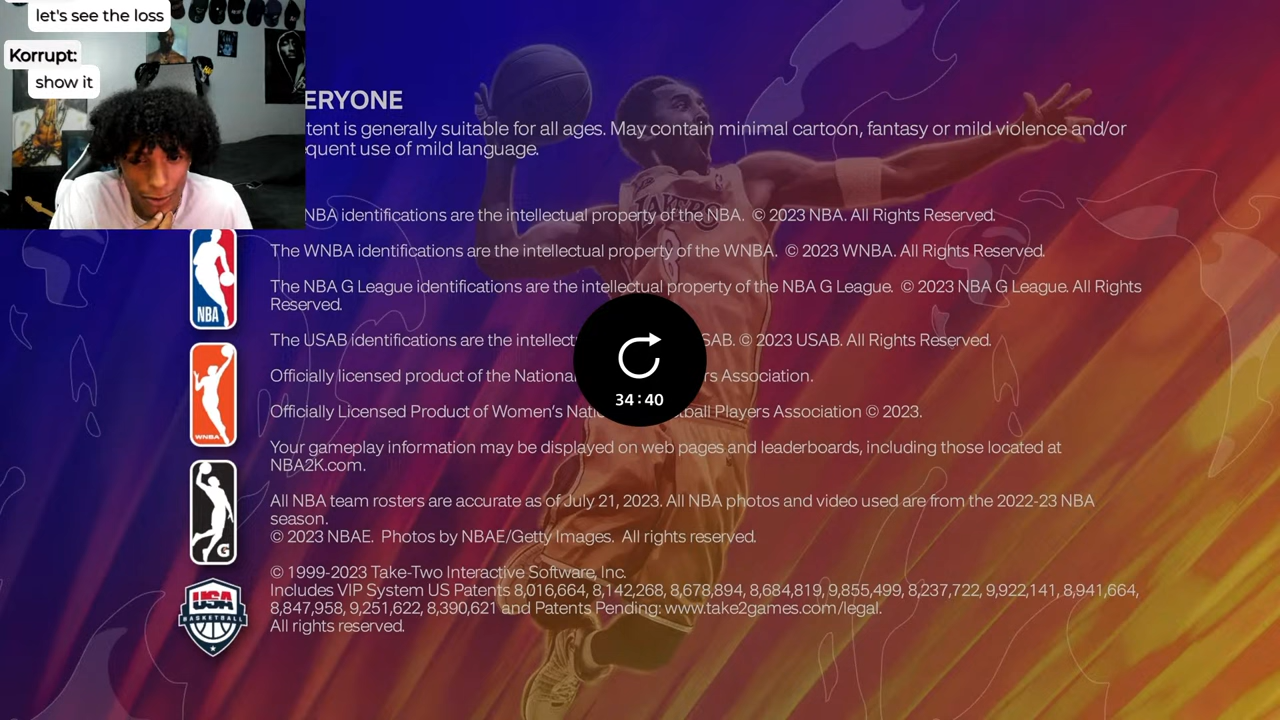 let's see the loss
Korrupt:
show it
ERYONE
tent is generally suitable for all ages. May contain minimal cartoon, fantasy or mild violence and/or
equent use of mild language.
NBA identifications are the intellectual property of the NBA. © 2023 NBA. All Rights Reserved.
The WNBA identifications are the intellectual property of the WNBA. © 2023 WNBA. All Rights Reserved.
The NBA G League identifications are the intellectual property of the NBA G League. © 2023 NBA G League. All Rights
Reserved.
The USAB identifications are the intellect SAB. © 2023 USAB. All Rights Reserved.
Officially licensed product of the National rs Association.
Officially Licensed Product of Women's Nati tball Players Association © 2023.
Your gameplay information may be displayed on web pages and leaderboards, including those located at
NBA2K.com.
All NBA team rosters are accurate as of July 21, 2023. All NBA photos and video used are from the 2022-23 NBA
season.
© 2023 NBAE. Photos by NBAE/Getty Images. All rights reserved.
© 1999-2023 Take-Two Interactive Software, Inc.
Includes VIP System US Patents 8,016,664, 8,142,268, 8,678,894, 8,684,819, 9,855,499, 8,237,722, 9,922,141, 8,941,664,
8,847,958, 9,251,622, 8,390,621 and Patents Pending: www.take2games.com/legal.
All rights reserved.
34:40
NBA
WNBA
G
USA
BASKETBALL
LAKERS
8